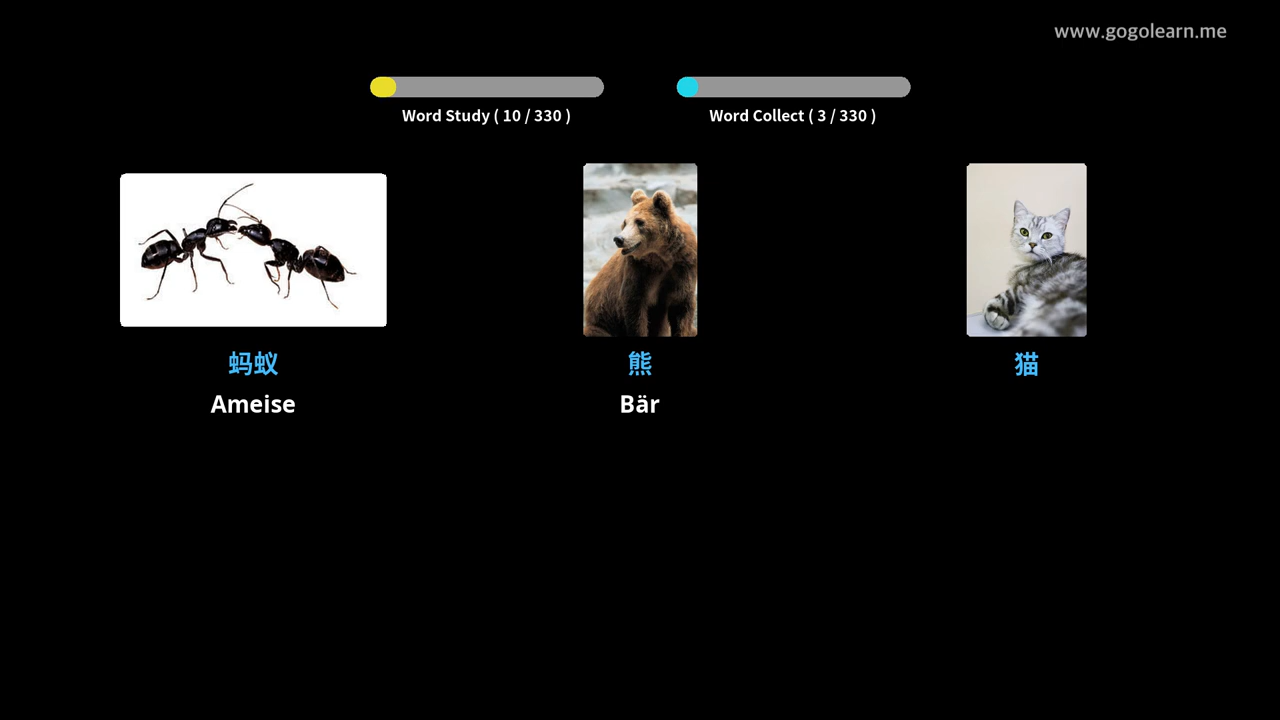 www.gogolearn.me
Word Study ( 10 / 330 )
Word Collect ( 3 / 330 )
蚂蚁
熊
猫
Ameise
Bär